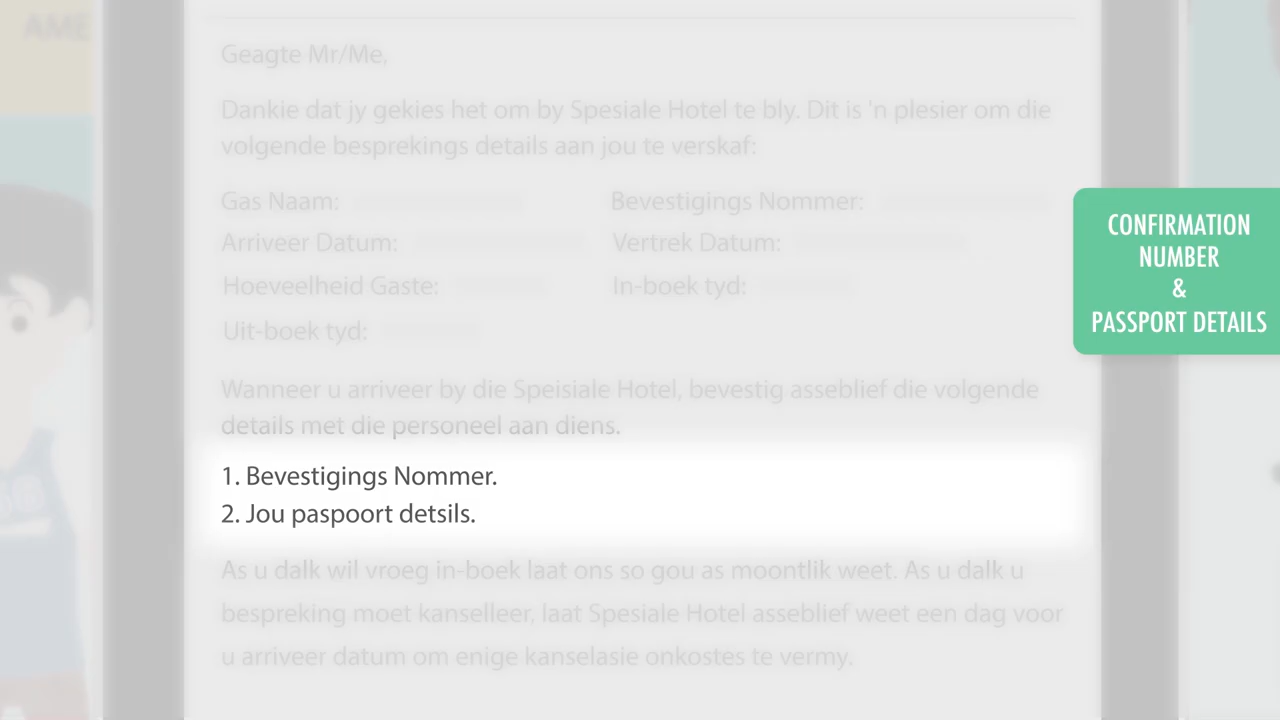 AME
Geagte Mr/Me,
Dankie dat jy gekies het om by Spesiale Hotel te bly. Dit is 'n plesier om die
volgende besprekings details aan jou te verskaf:
Gas Naam: Bevestigings Nommer:
Arriveer Datum: Vertrek Datum:
Hoeveelheid Gaste: In-boek tyd:
Uit-boek tyd:
Wanneer u arriveer by die Speisiale Hotel, bevestig asseblief die volgende
details met die personeel aan diens.
1. Bevestigings Nommer.
2. Jou paspoort detsils.
As u dalk wil vroeg in-boek laat ons so gou as moontlik weet. As u dalk u
bespreking moet kanselleer, laat Spesiale Hotel asseblief weet een dag voor
u arriveer datum om enige kanselasie onkostes te vermy.
CONFIRMATION
NUMBER
&
PASSPORT DETAILS